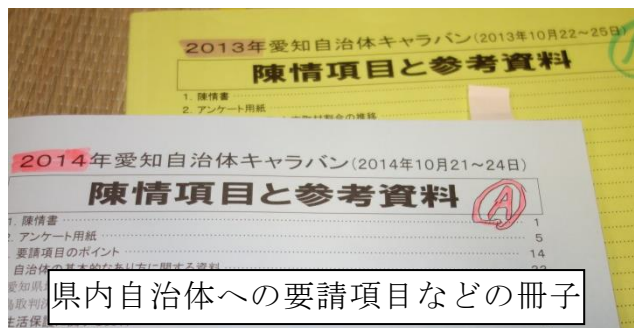 2013年愛知自治体キャラバン(2013年10月22～25日)
陳情項目と参考資料
1. 陳情書
2. アンケート用紙
2014年愛知自治体キャラバン(2014年10月21～24日)
陳情項目と参考資料
A
1. 陳情書 1
2. アンケート用紙 5
要請項目のポイント 14
自治体の基本的なあり方に関する資料
県内自治体への要請項目などの冊子